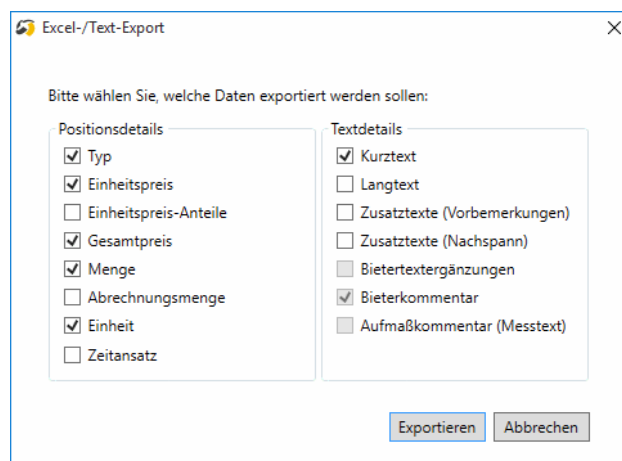 Excel-/Text-Export
Bitte wählen Sie, welche Daten exportiert werden sollen:
Positionsdetails
Typ
Einheitspreis
Einheitspreis-Anteile
Gesamtpreis
Menge
Abrechnungsmenge
Einheit
Zeitansatz
Textdetails
Kurztext
Langtext
Zusatztexte (Vorbemerkungen)
Zusatztexte (Nachspann)
Bietertextergänzungen
Bieterkommentar
Aufmaßkommentar (Messtext)
Exportieren
Abbrechen